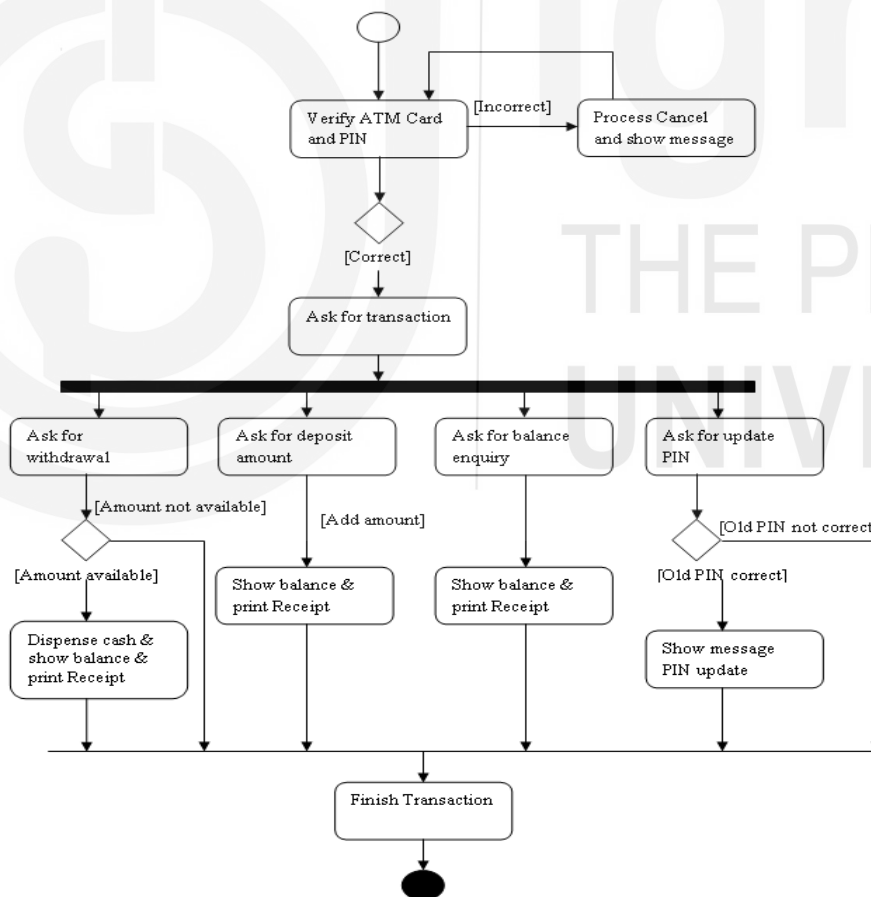 Verify ATM Card
and PIN
[Incorrect]
Process Cancel
and show message
[Correct]
Ask for transaction
Ask for
withdrawal
Ask for deposit
amount
Ask for balance
enquiry
Ask for update
PIN
[Amount not available]
[Add amount]
[Old PIN not correct
[Amount available]
Show balance &
print Receipt
Show balance &
print Receipt
[Old PIN correct]
Dispense cash &
show balance &
print Receipt
Show message
PIN update
Finish Transaction
THE P
UNIV